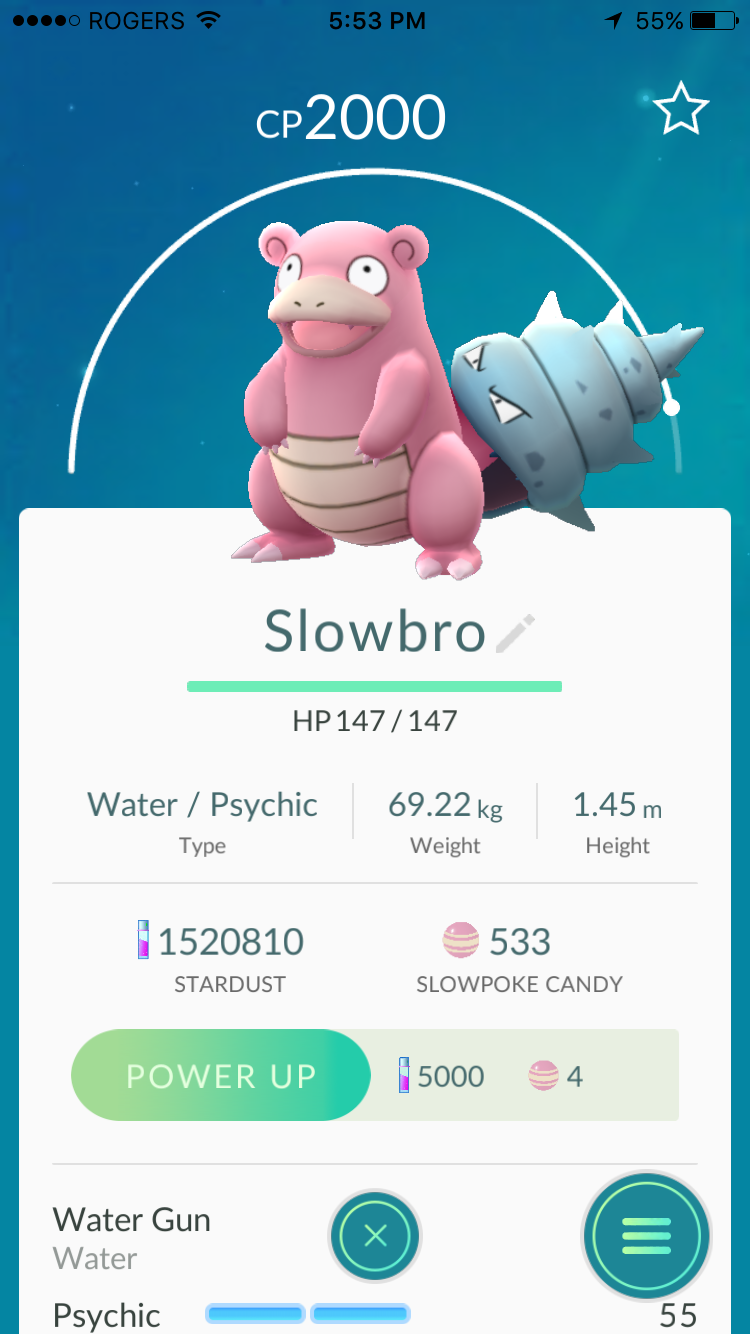 ROGERS 5:53 PM 55%
CP2000
Slowbro
HP 147 / 147
Water / Psychic 69.22 kg 1.45 m
Type Weight Height
1520810 533
STARDUST SLOWPOKE CANDY
POWER UP 5000 4
Water Gun
Water
Psychic 55